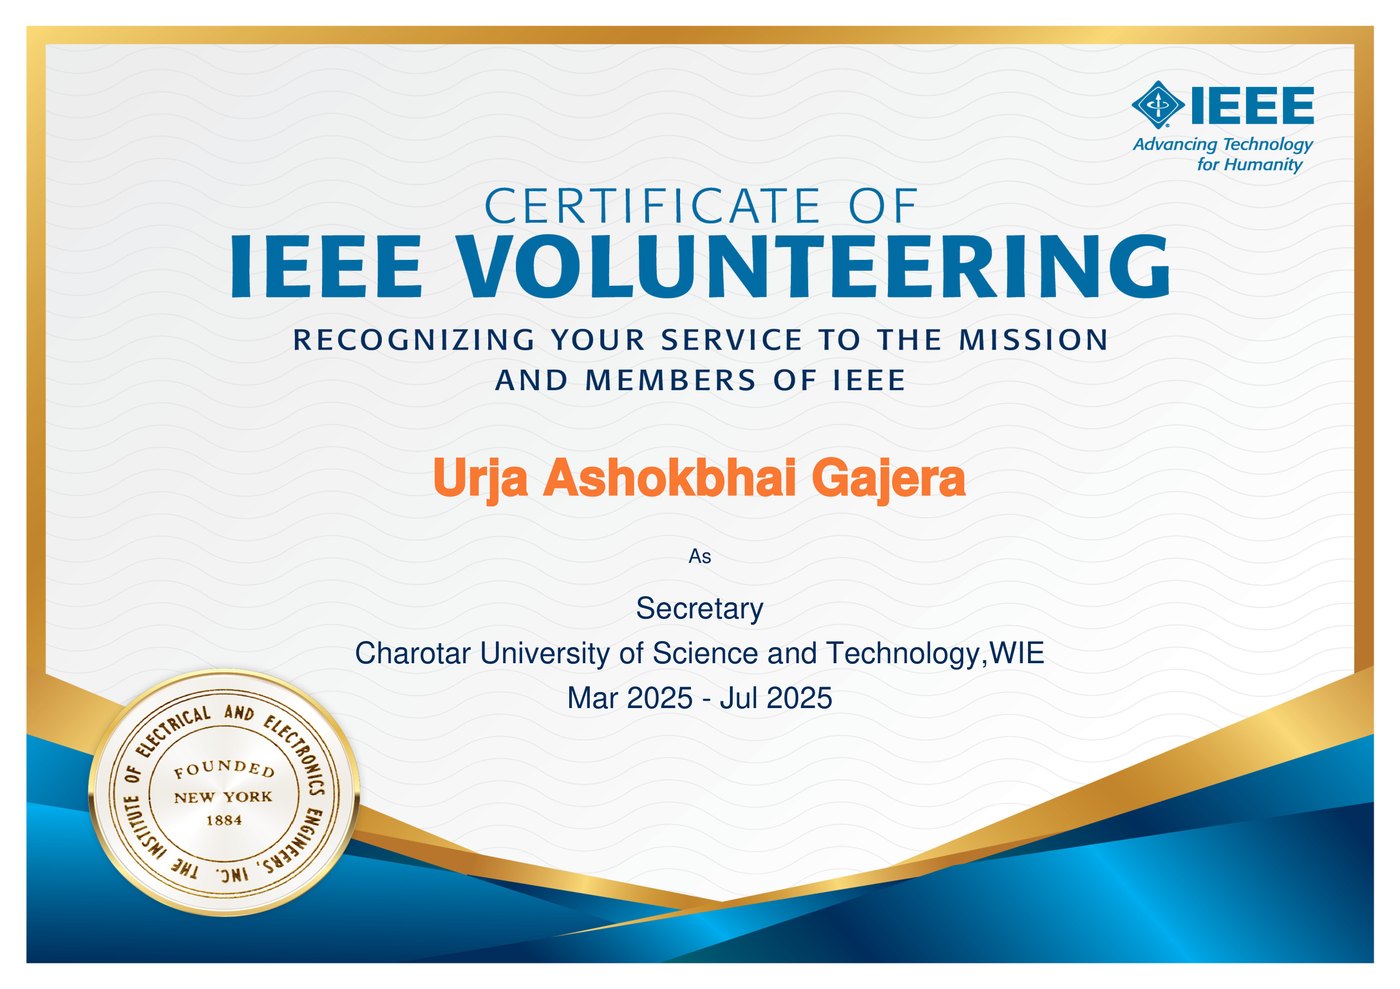 IEEE
Advancing Technology
for Humanity
CERTIFICATE OF
IEEE VOLUNTEERING
RECOGNIZING YOUR SERVICE TO THE MISSION
AND MEMBERS OF IEEE
Urja Ashokbhai Gajera
As
Secretary
Charotar University of Science and Technology,WIE
Mar 2025 - Jul 2025
THE INSTITUTE OF ELECTRICAL AND ELECTRONICS ENGINEERS, INC.
FOUNDED
NEW YORK
1884